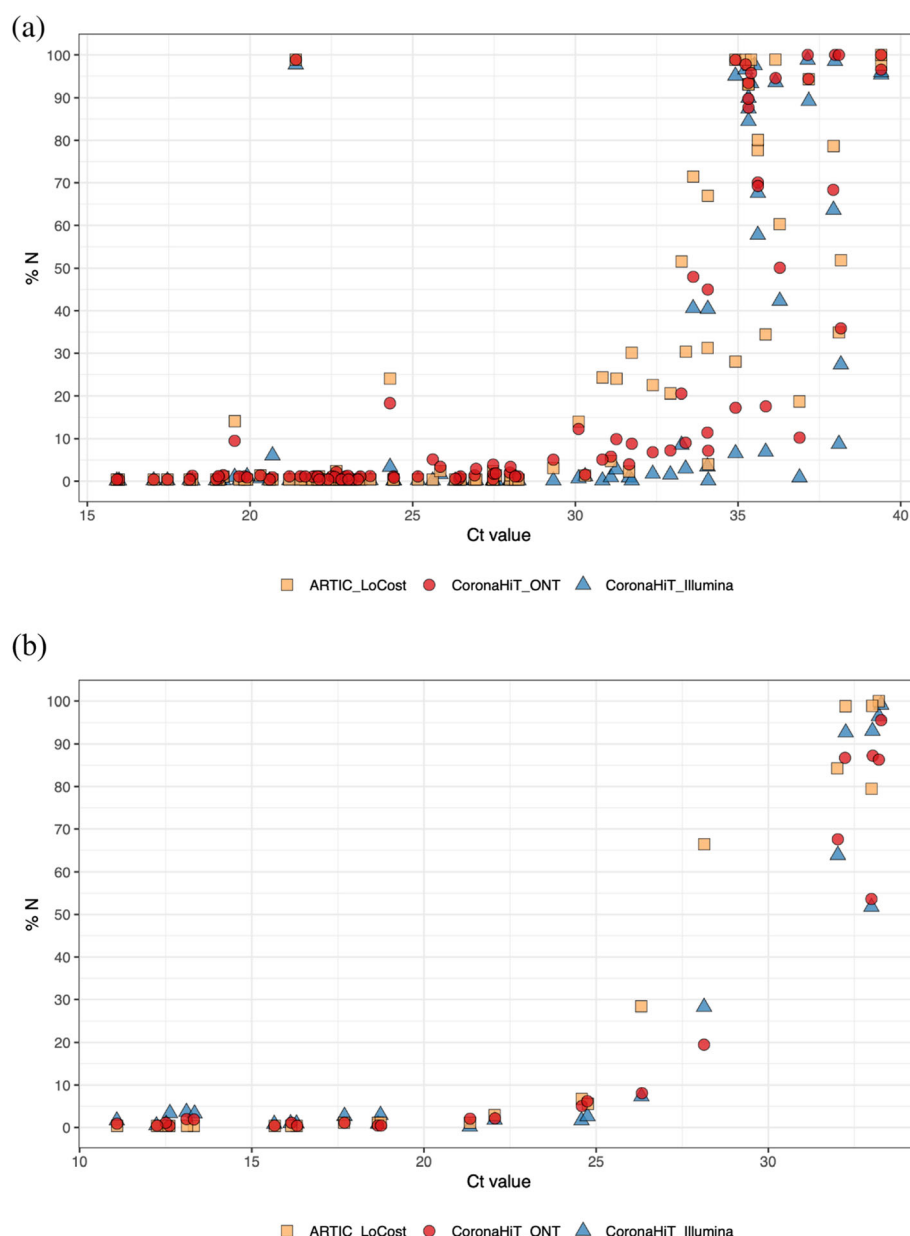 (a)
100
90
80
70
60
50
40
30
20
10
0
% N
15 20 25 30 35 40
Ct value
ARTIC_LoCost CoronaHiT_ONT CoronaHiT_Illumina
(b)
100
90
80
70
60
50
40
30
20
10
0
% N
10 15 20 25 30
Ct value
ARTIC_LoCost CoronaHiT_ONT CoronaHiT_Illumina